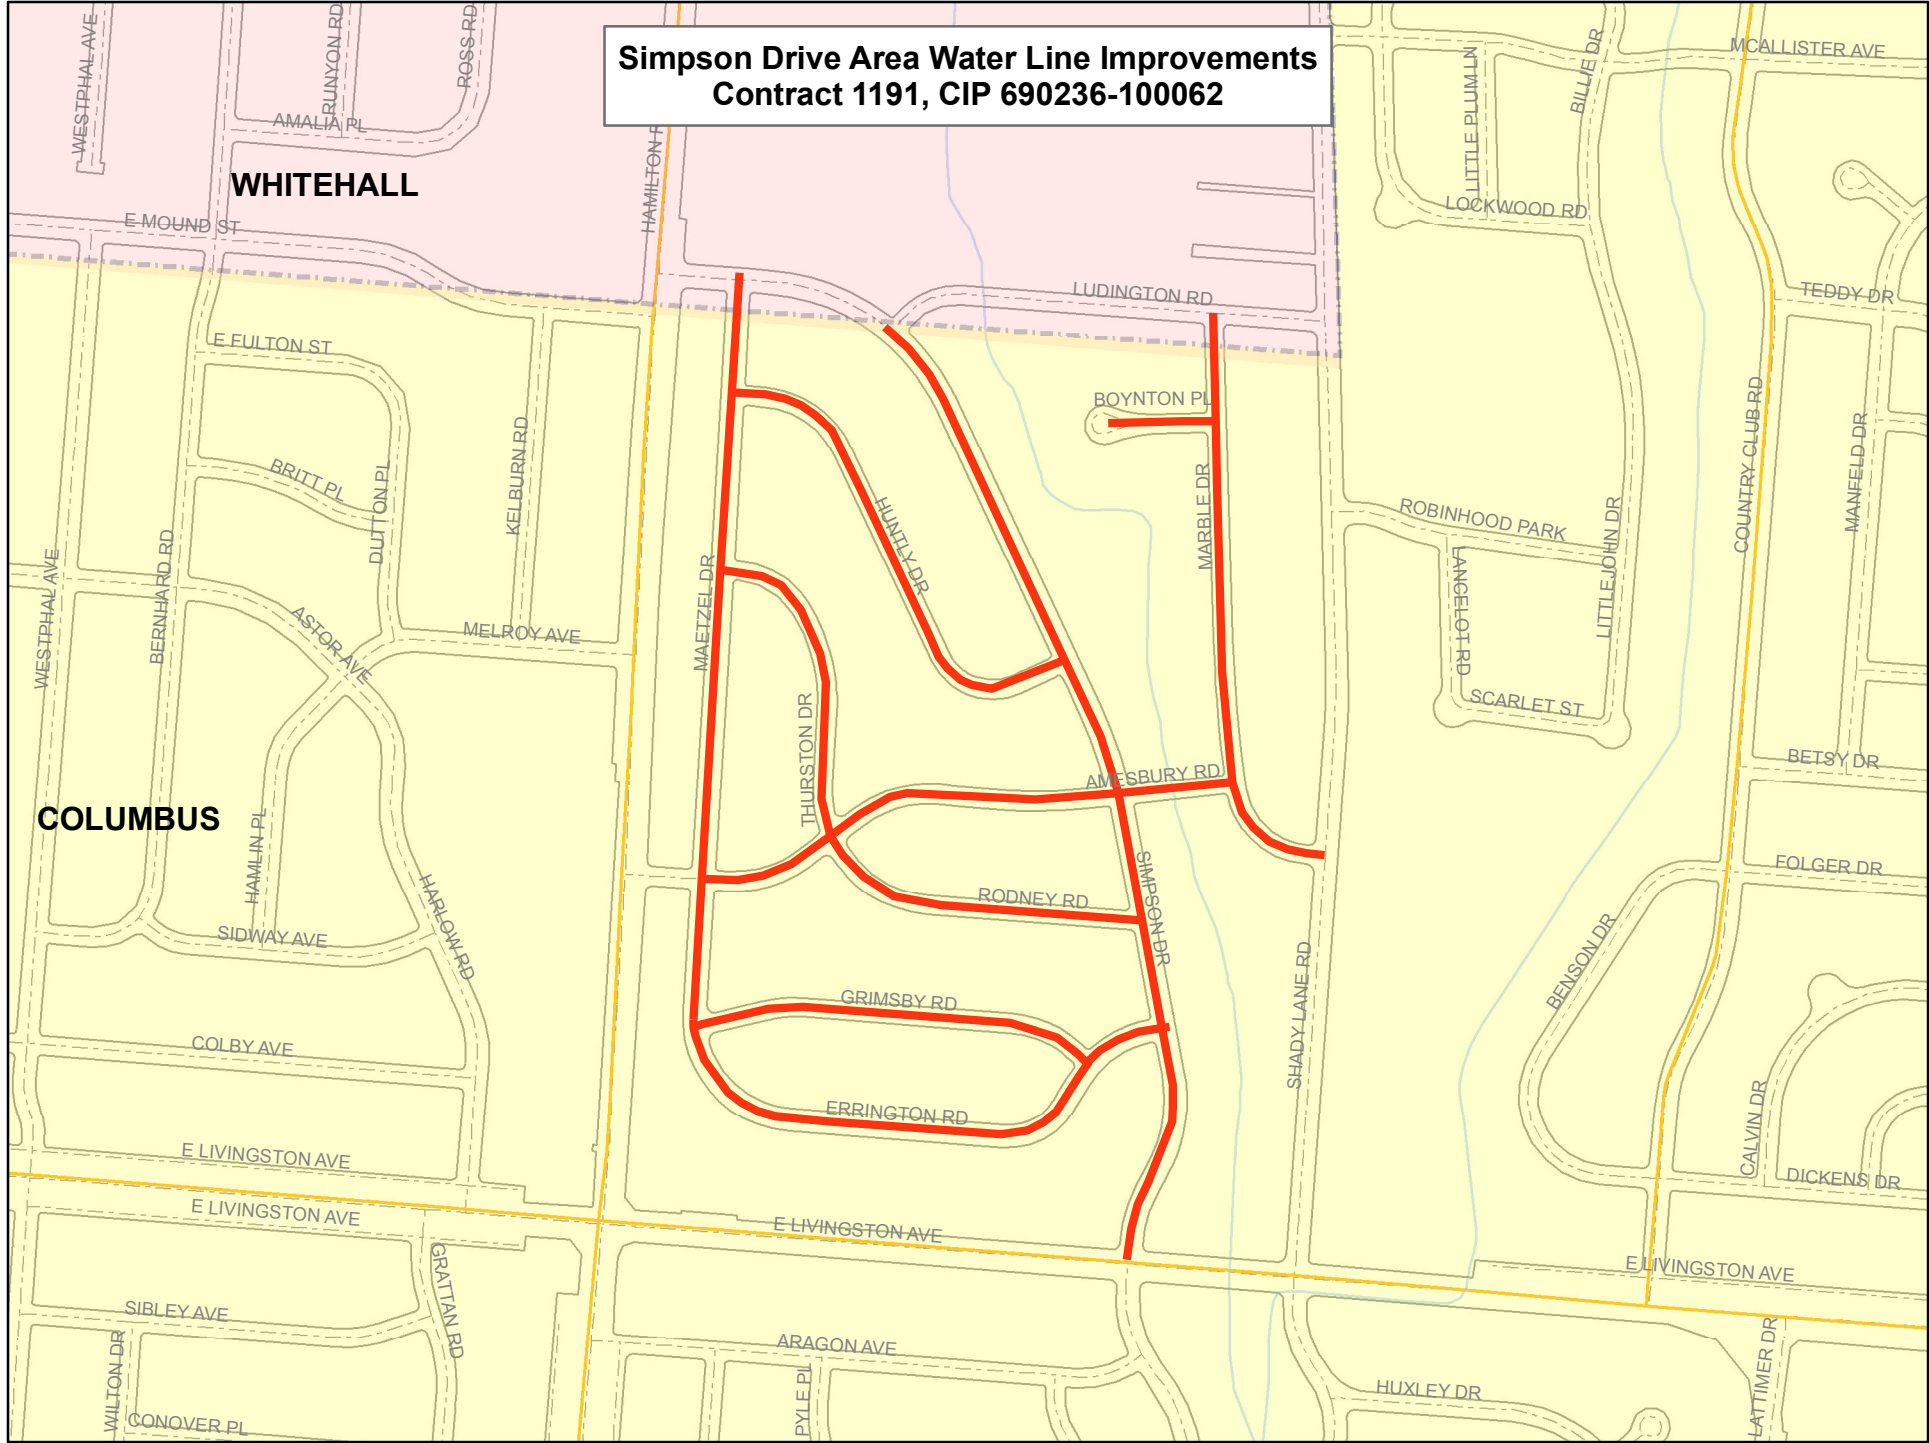 Simpson Drive Area Water Line Improvements
Contract 1191, CIP 690236-100062
WESTPHAL AVE
RUNYON RD
ROSS RD
AMALIA PL
WHITEHALL
E MOUND ST
LITTLE PLUM LN
BILLIE DR
MCALLISTER AVE
LOCKWOOD RD
LUDINGTON RD
TEDDY DR
E FULTON ST
BRITT PL
DUTTON PL
KELBURN RD
BOYNTON PL
MARBLE DR
HUNTLY DR
ROBINHOOD PARK
LANCELOT RD
LITTLEJOHN DR
COUNTRY CLUB RD
MANFELD DR
WESTPHAL AVE
BERNHARD RD
ASTOR AVE
MELROY AVE
MAETZEL DR
THURSTON DR
SCARLET ST
BETSY DR
AMESBURY RD
COLUMBUS
HAMLIN PL
HARLOW RD
SIDWAY AVE
RODNEY RD
SIMPSON DR
FOLGER DR
BENSON DR
SHADY LANE RD
GRIMSBY RD
COLBY AVE
ERRINGTON RD
CALVIN DR
DICKENS DR
E LIVINGSTON AVE
E LIVINGSTON AVE
E LIVINGSTON AVE
E LIVINGSTON AVE
GRATTAN RD
SIBLEY AVE
WILTON DR
CONOVER PL
ARAGON AVE
PYLE PL
HUXLEY DR
LATTIMER DR
HAMILTON